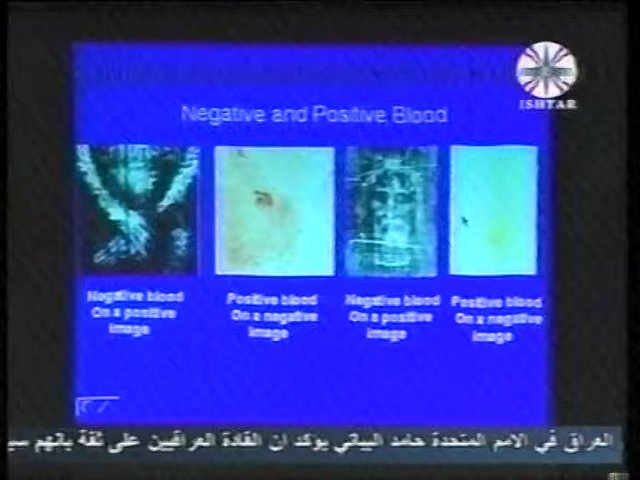 ISHTAR
Negative and Positive Blood
Negative blood
On a positive
image
Positive blood
On a negative
image
Negative blood
On a positive
image
Positive blood
On a negative
image
العراق في الامم المتحدة حامد البياتي يؤكد ان القادة العراقيين على ثقة بانهم سي